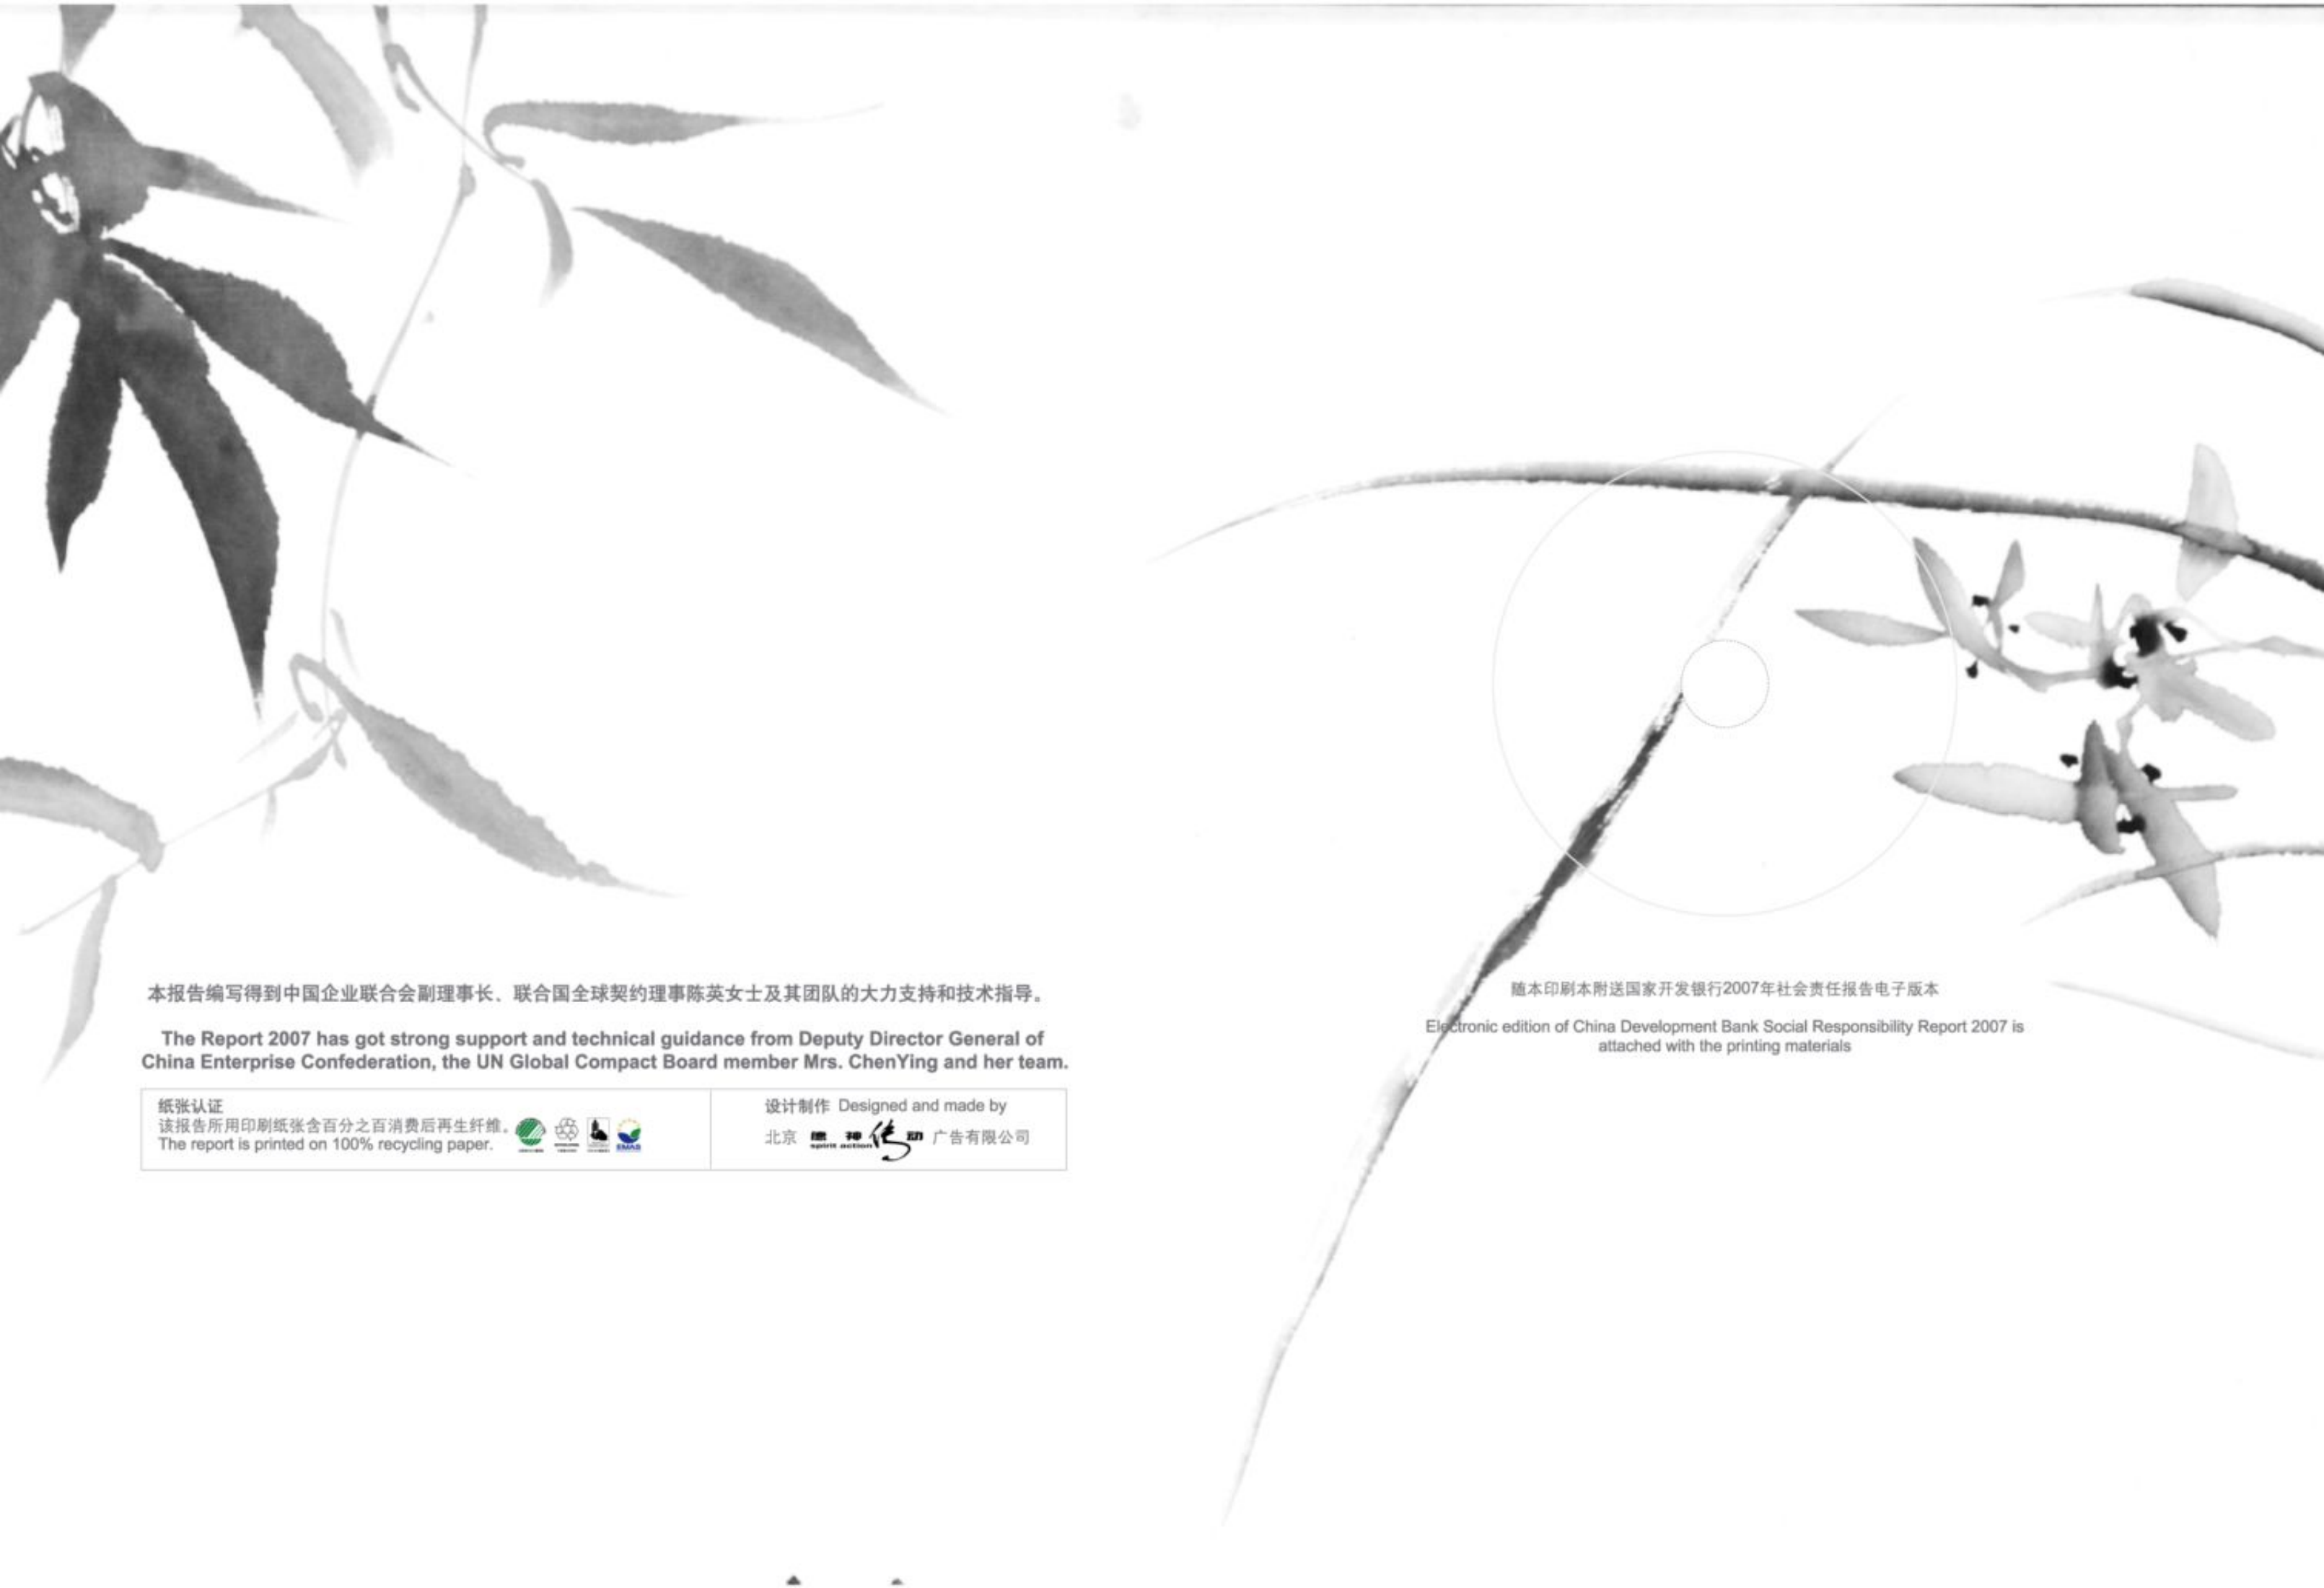 本报告编写得到中国企业联合会副理事长、联合国全球契约理事陈英女士及其团队的大力支持和技术指导。
The Report 2007 has got strong support and technical guidance from Deputy Director General of
China Enterprise Confederation, the UN Global Compact Board member Mrs. ChenYing and her team.
纸张认证
该报告所用印刷纸张含百分之百消费后再生纤维。
The report is printed on 100% recycling paper.
EMAS
设计制作 Designed and made by
北京 神传动 广告有限公司
spirit action
随本印刷本附送国家开发银行2007年社会责任报告电子版本
Electronic edition of China Development Bank Social Responsibility Report 2007 is
attached with the printing materials